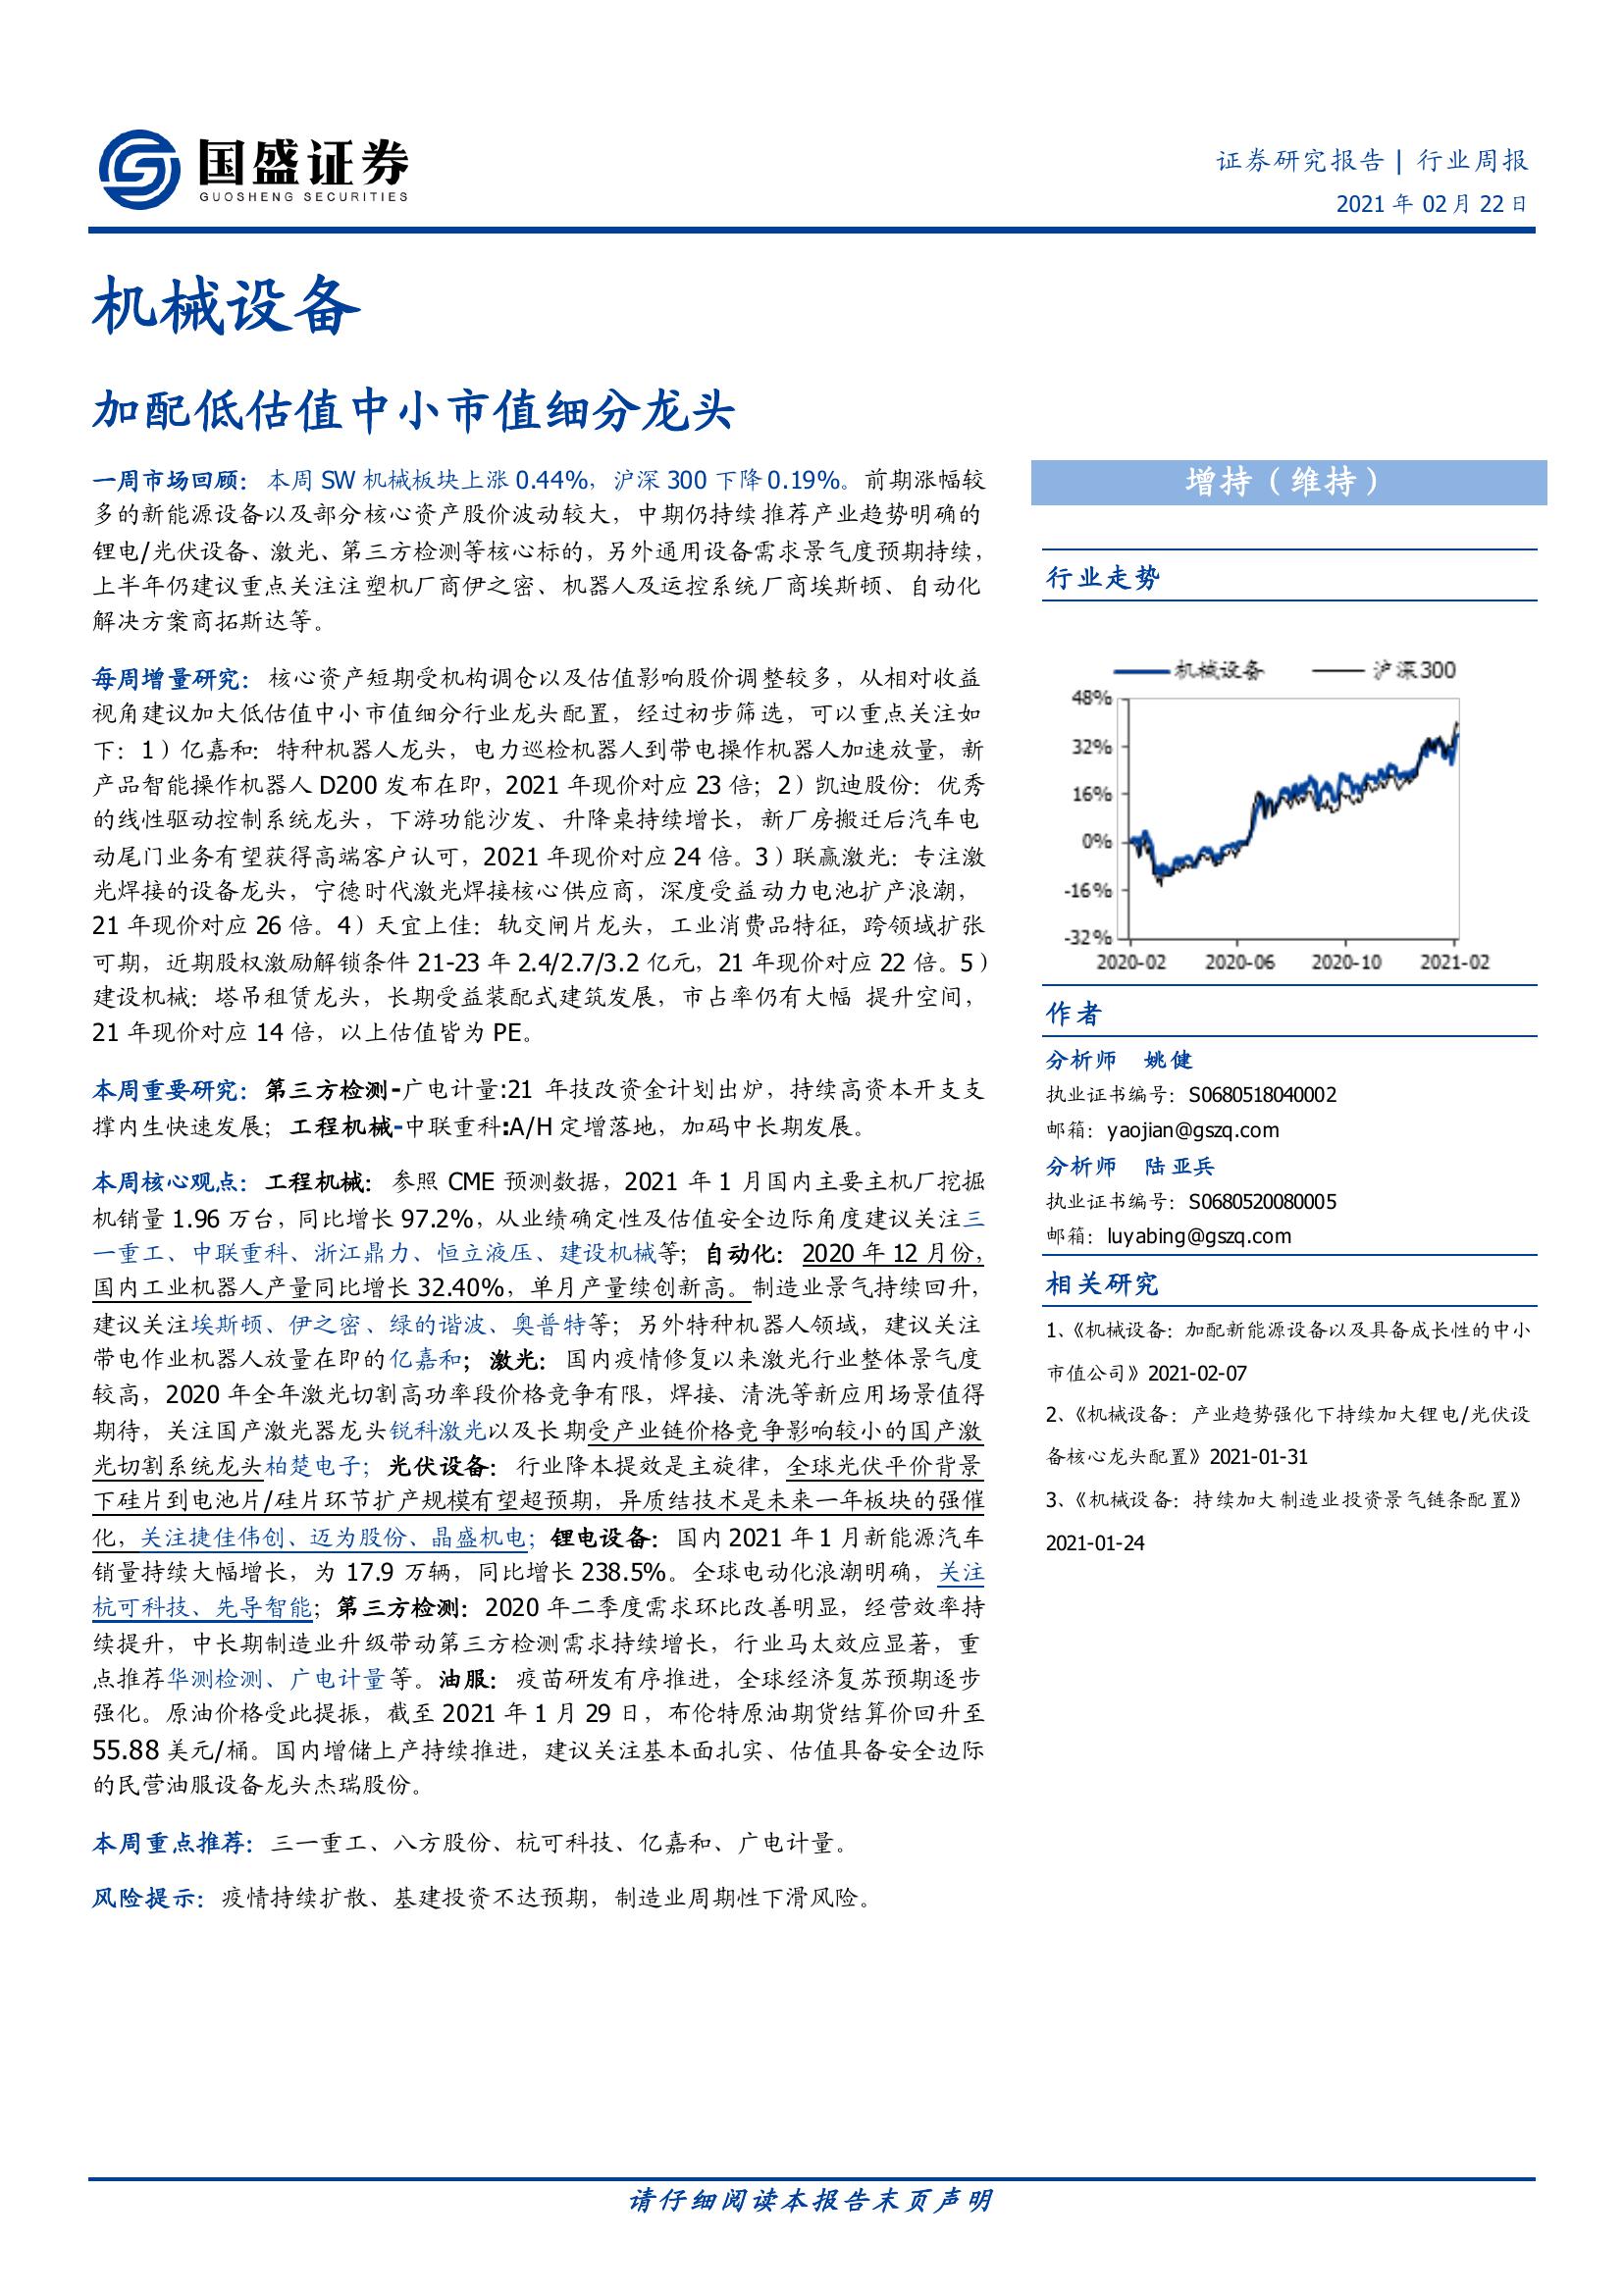 国盛证券
GUOSHENG SECURITIES
证券研究报告 | 行业周报
2021 年 02 月 22 日
机械设备
加配低估值中小市值细分龙头
一周市场回顾：本周 SW 机械板块上涨 0.44%，沪深 300 下降 0.19%。前期涨幅较
多的新能源设备以及部分核心资产股价波动较大，中期仍持续推荐产业趋势明确的
锂电/光伏设备、激光、第三方检测等核心标的，另外通用设备需求景气度预期持续，
上半年仍建议重点关注注塑机厂商伊之密、机器人及运控系统厂商埃斯顿、自动化
解决方案商拓斯达等。
每周增量研究：核心资产短期受机构调仓以及估值影响股价调整较多，从相对收益
视角建议加大低估值中小市值细分行业龙头配置，经过初步筛选，可以重点关注如
下：1）亿嘉和：特种机器人龙头，电力巡检机器人到带电操作机器人加速放量，新
产品智能操作机器人 D200 发布在即，2021 年现价对应 23 倍；2）凯迪股份：优秀
的线性驱动控制系统龙头，下游功能沙发、升降桌持续增长，新厂房搬迁后汽车电
动尾门业务有望获得高端客户认可，2021 年现价对应 24 倍。3）联赢激光：专注激
光焊接的设备龙头，宁德时代激光焊接核心供应商，深度受益动力电池扩产浪潮，
21 年现价对应 26 倍。4）天宜上佳：轨交闸片龙头，工业消费品特征，跨领域扩张
可期，近期股权激励解锁条件 21-23 年 2.4/2.7/3.2 亿元，21 年现价对应 22 倍。5）
建设机械：塔吊租赁龙头，长期受益装配式建筑发展，市占率仍有大幅 提升空间，
21 年现价对应 14 倍，以上估值皆为 PE。
本周重要研究：第三方检测-广电计量:21 年技改资金计划出炉，持续高资本开支支
撑内生快速发展；工程机械-中联重科:A/H 定增落地，加码中长期发展。
本周核心观点：工程机械：参照 CME 预测数据，2021 年 1 月国内主要主机厂挖掘
机销量 1.96 万台，同比增长 97.2%，从业绩确定性及估值安全边际角度建议关注三
一重工、中联重科、浙江鼎力、恒立液压、建设机械等；自动化：2020 年 12 月份，
国内工业机器人产量同比增长 32.40%，单月产量续创新高。制造业景气持续回升，
建议关注埃斯顿、伊之密、绿的谐波、奥普特等；另外特种机器人领域，建议关注
带电作业机器人放量在即的亿嘉和；激光：国内疫情修复以来激光行业整体景气度
较高，2020 年全年激光切割高功率段价格竞争有限，焊接、清洗等新应用场景值得
期待，关注国产激光器龙头锐科激光以及长期受产业链价格竞争影响较小的国产激
光切割系统龙头柏楚电子；光伏设备：行业降本提效是主旋律，全球光伏平价背景
下硅片到电池片/硅片环节扩产规模有望超预期，异质结技术是未来一年板块的强催
化，关注捷佳伟创、迈为股份、晶盛机电；锂电设备：国内 2021 年 1 月新能源汽车
销量持续大幅增长，为 17.9 万辆，同比增长 238.5%。全球电动化浪潮明确，关注
杭可科技、先导智能；第三方检测：2020 年二季度需求环比改善明显，经营效率持
续提升，中长期制造业升级带动第三方检测需求持续增长，行业马太效应显著，重
点推荐华测检测、广电计量等。油服：疫苗研发有序推进，全球经济复苏预期逐步
强化。原油价格受此提振，截至 2021 年 1 月 29 日，布伦特原油期货结算价回升至
55.88 美元/桶。国内增储上产持续推进，建议关注基本面扎实、估值具备安全边际
的民营油服设备龙头杰瑞股份。
本周重点推荐：三一重工、八方股份、杭可科技、亿嘉和、广电计量。
风险提示：疫情持续扩散、基建投资不达预期，制造业周期性下滑风险。
增持（维持）
行业走势
机械设备 沪深300
48%
32%
16%
0%
-16%
-32%
2020-02 2020-06 2020-10 2021-02
作者
分析师 姚健
执业证书编号：S0680518040002
邮箱：yaojian@gszq.com
分析师 陆亚兵
执业证书编号：S0680520080005
邮箱：luyabing@gszq.com
相关研究
1、《机械设备：加配新能源设备以及具备成长性的中小
市值公司》2021-02-07
2、《机械设备：产业趋势强化下持续加大锂电/光伏设
备核心龙头配置》2021-01-31
3、《机械设备：持续加大制造业投资景气链条配置》
2021-01-24
请仔细阅读本报告末页声明